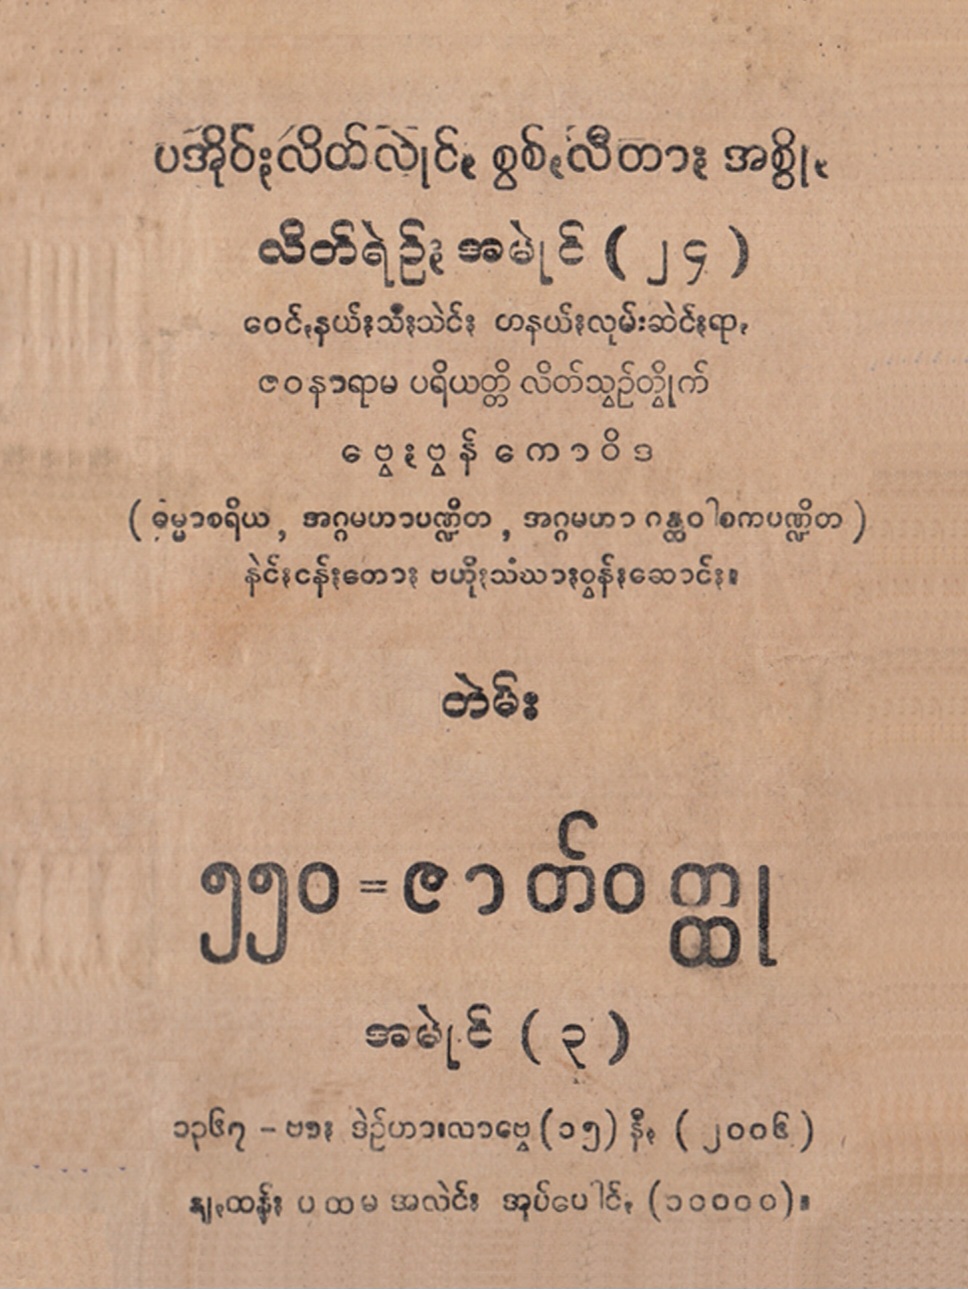 ပအိုဝ်ႏလိတ်လဲုင်ႏ စွစ်ႏလီတာႏ အစွိုႏ
လိတ်ရဲဉ်ႏ အမဲုင် ( ၂၄ )
ဝေင်ꩻနယ်ႏသီႏသဲင်ႏ ဟနယ်ႏလုမ်းဆဲင်ႏရာꩻ
ဇဝနာရာမ ပရိယတ္တိ လိတ်သွဉ်တွိုက်
ဗွေႏဗွန် ကောဝိဒ
( ဓမ္မာစရိယ , အဂ္ဂမဟာပဏ္ဍိတ , အဂ္ဂမဟာ ဂန္ထဝါစကပဏ္ဍိတ )
နဲင်ႏငန်ႏတောႏ ဗဟိုႏသံဃာႏဝွန်ႏဆောင်ႏ။
တဲမ်း
၅၅၀ = ဇာတ်ဝတ္ထု
အမဲုင် ( ၃ )
၁၃၆၇ - ဗာႏ ဒဲဉ်ဟာႏလာဗွေ (၁၅) နီꩻ ( ၂၀၀၆ )
နျꩻထန်ႏ ပထမ အလဲင်ႏ အုပ်ပေါင်ꩻ (၁၀၀၀၀)။